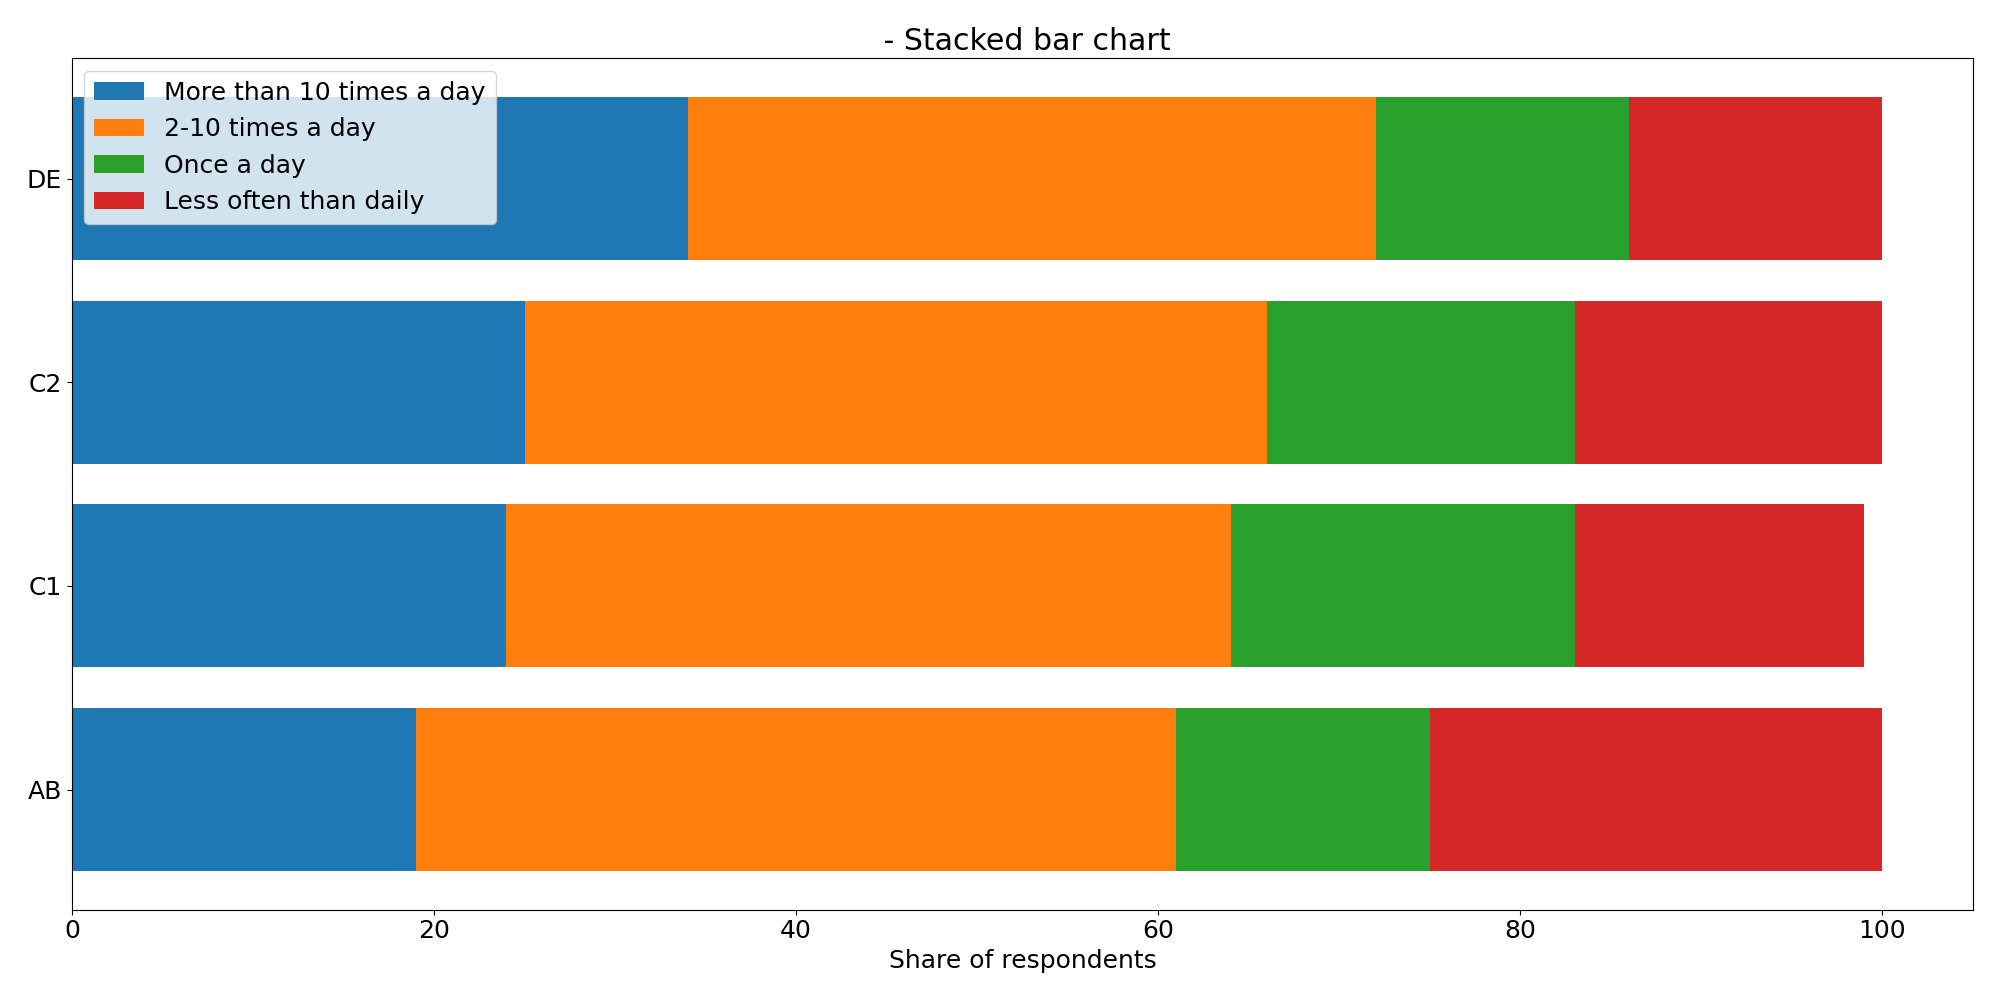 - Stacked bar chart
More than 10 times a day
2-10 times a day
Once a day
Less often than daily
DE
C2
C1
AB
0 20 40 60 80 100
Share of respondents